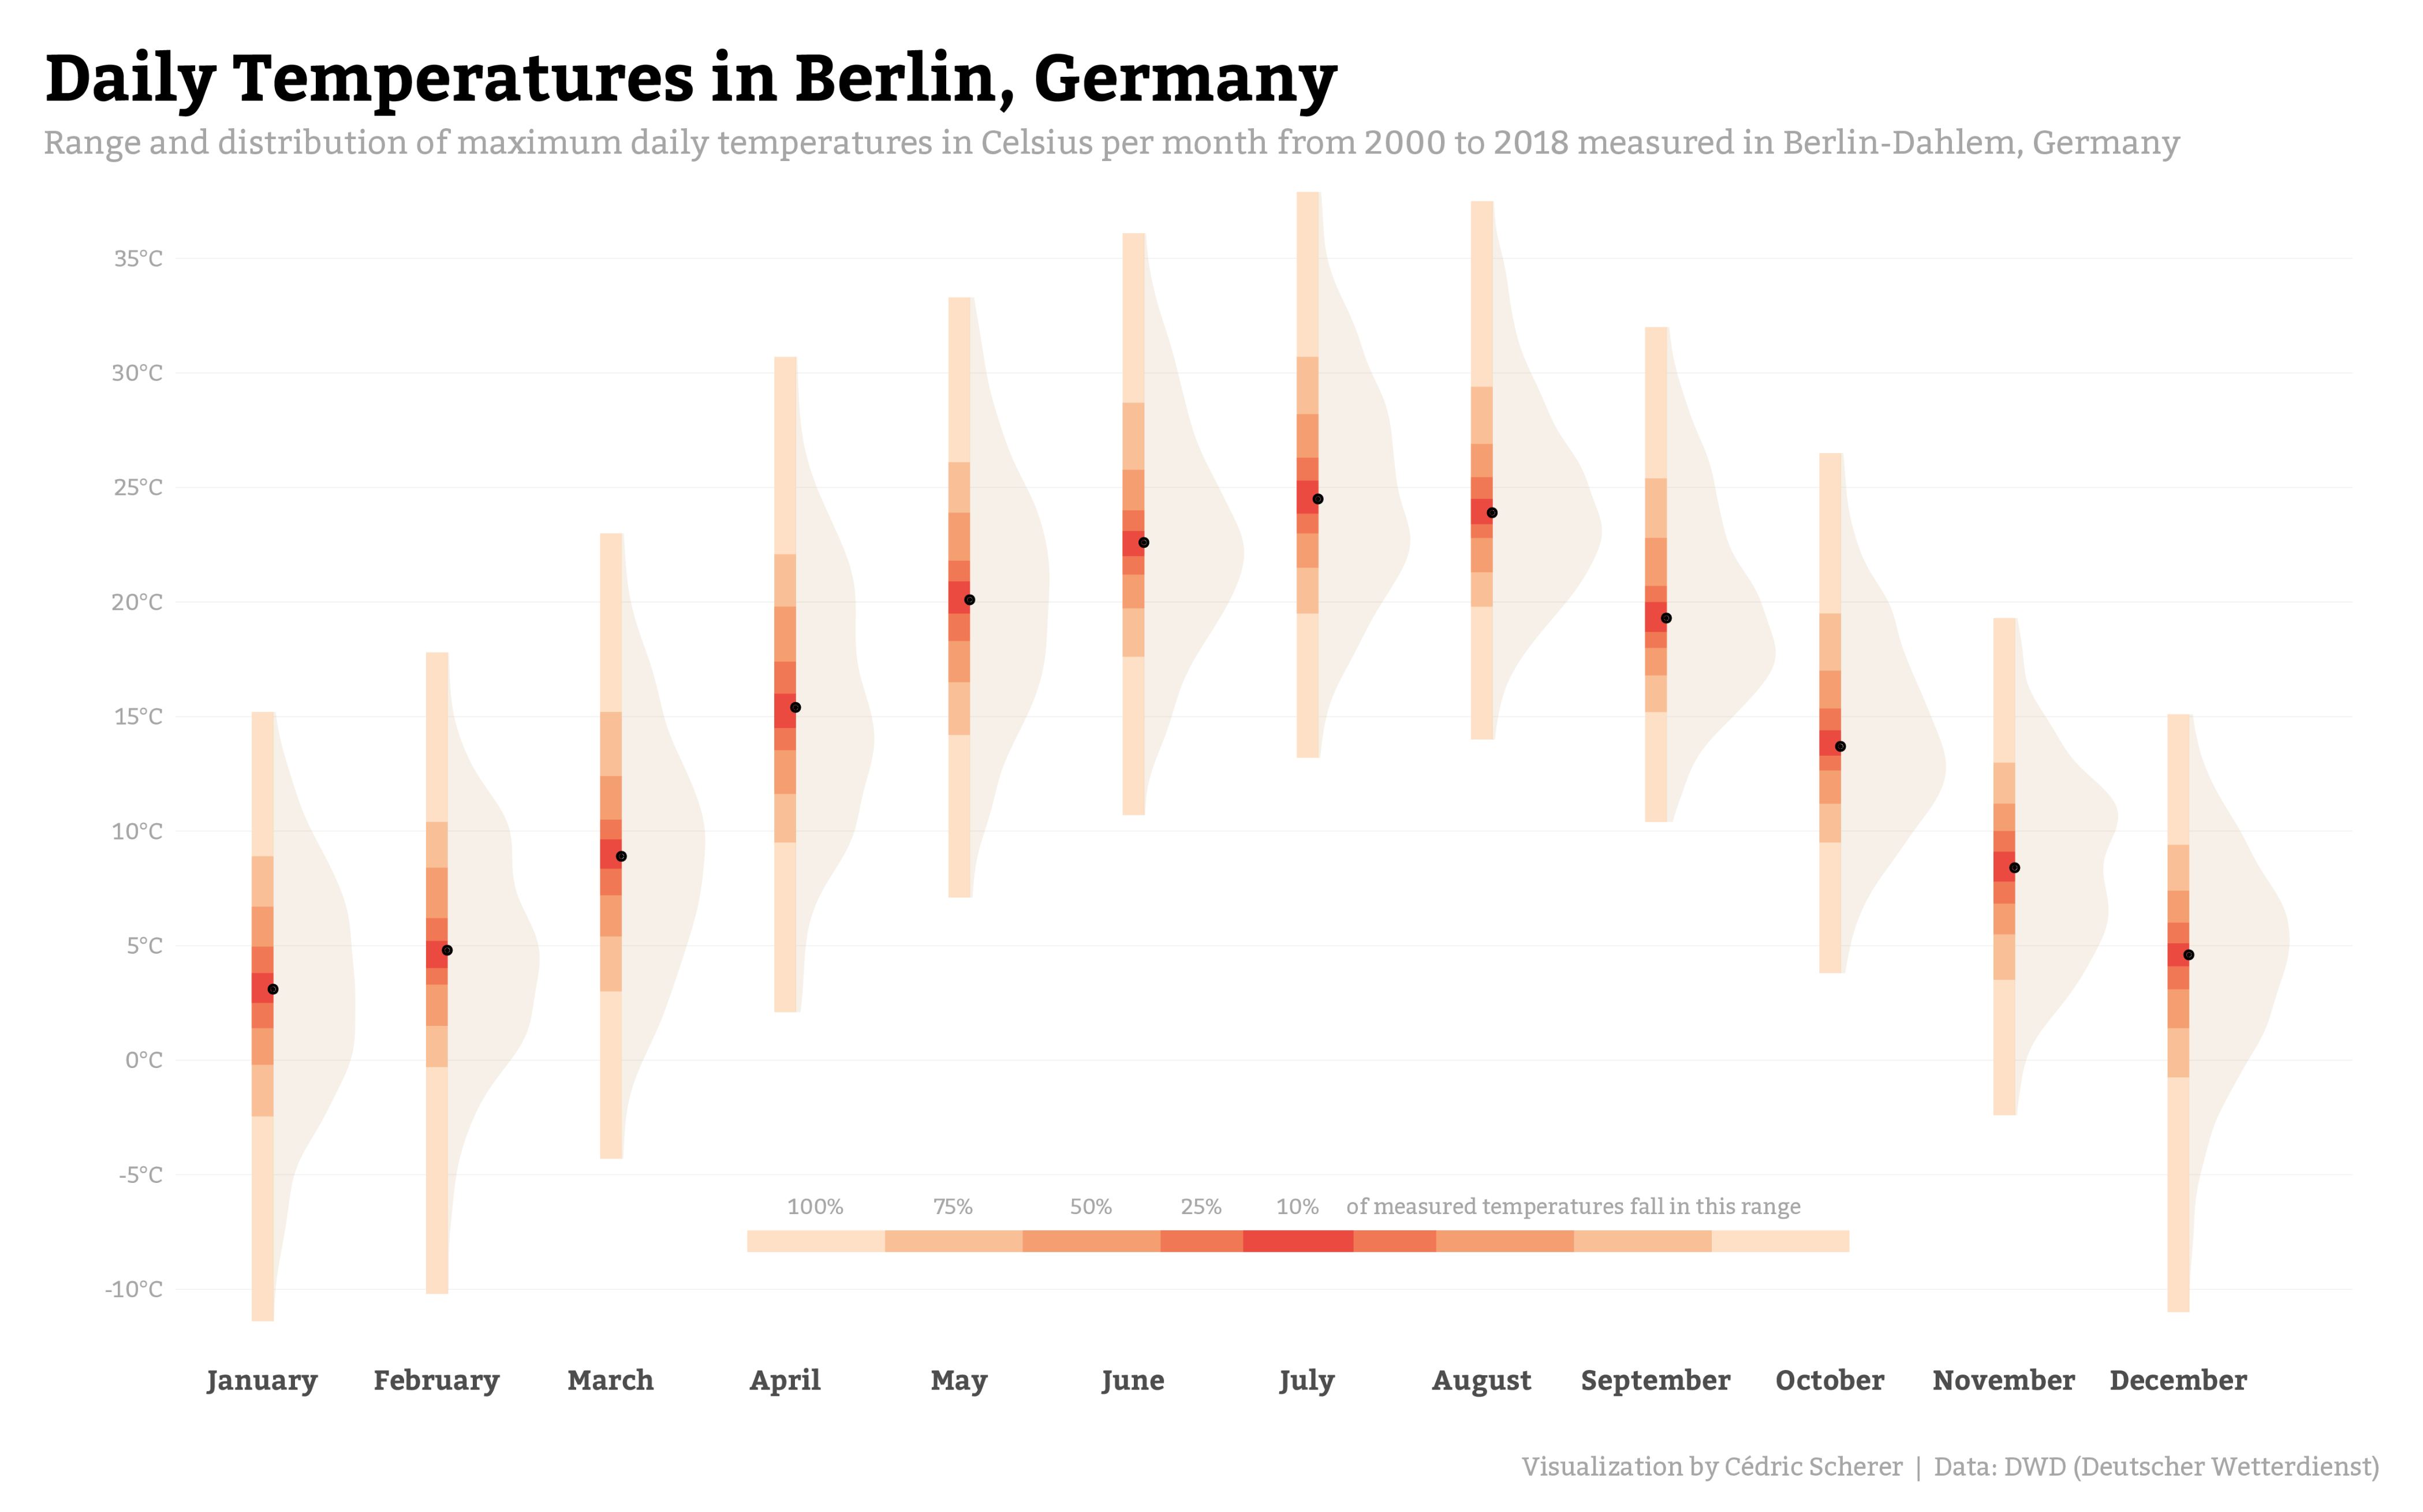 Daily Temperatures in Berlin, Germany
Range and distribution of maximum daily temperatures in Celsius per month from 2000 to 2018 measured in Berlin-Dahlem, Germany
35°C
30°C
25°C
20°C
15°C
10°C
5°C
0°C
-5°C
-10°C
100% 75% 50% 25% 10% of measured temperatures fall in this range
January February March April May June July August September October November December
Visualization by Cédric Scherer | Data: DWD (Deutscher Wetterdienst)